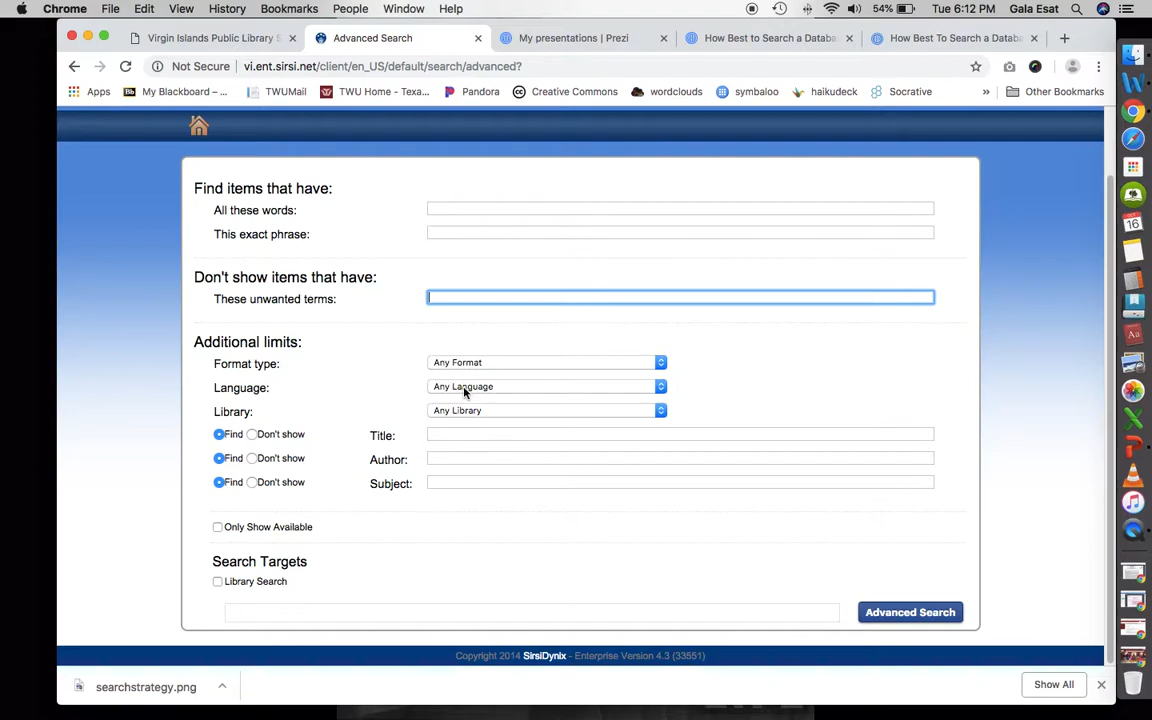 Chrome File Edit View History Bookmarks People Window Help 54% Tue 6:12 PM Gala Esat
Virgin Islands Public Library S Advanced Search My presentations | Prezi How Best to Search a Databa How Best To Search a Databa
Not Secure vi.ent.sirsi.net/client/en_US/default/search/advanced?
Apps My Blackboard – ... TWUMail TWU Home - Texa... Pandora Creative Commons wordclouds symbaloo haikudeck Socrative » Other Bookmarks
Find items that have:
All these words:
This exact phrase:
Don't show items that have:
These unwanted terms:
Additional limits:
Format type: Any Format
Language: Any Language
Library: Any Library
Find Don't show Title:
Find Don't show Author:
Find Don't show Subject:
Only Show Available
Search Targets
Library Search
Advanced Search
Copyright 2014 SirsiDynix - Enterprise Version 4.3 (33551)
searchstrategy.png Show All